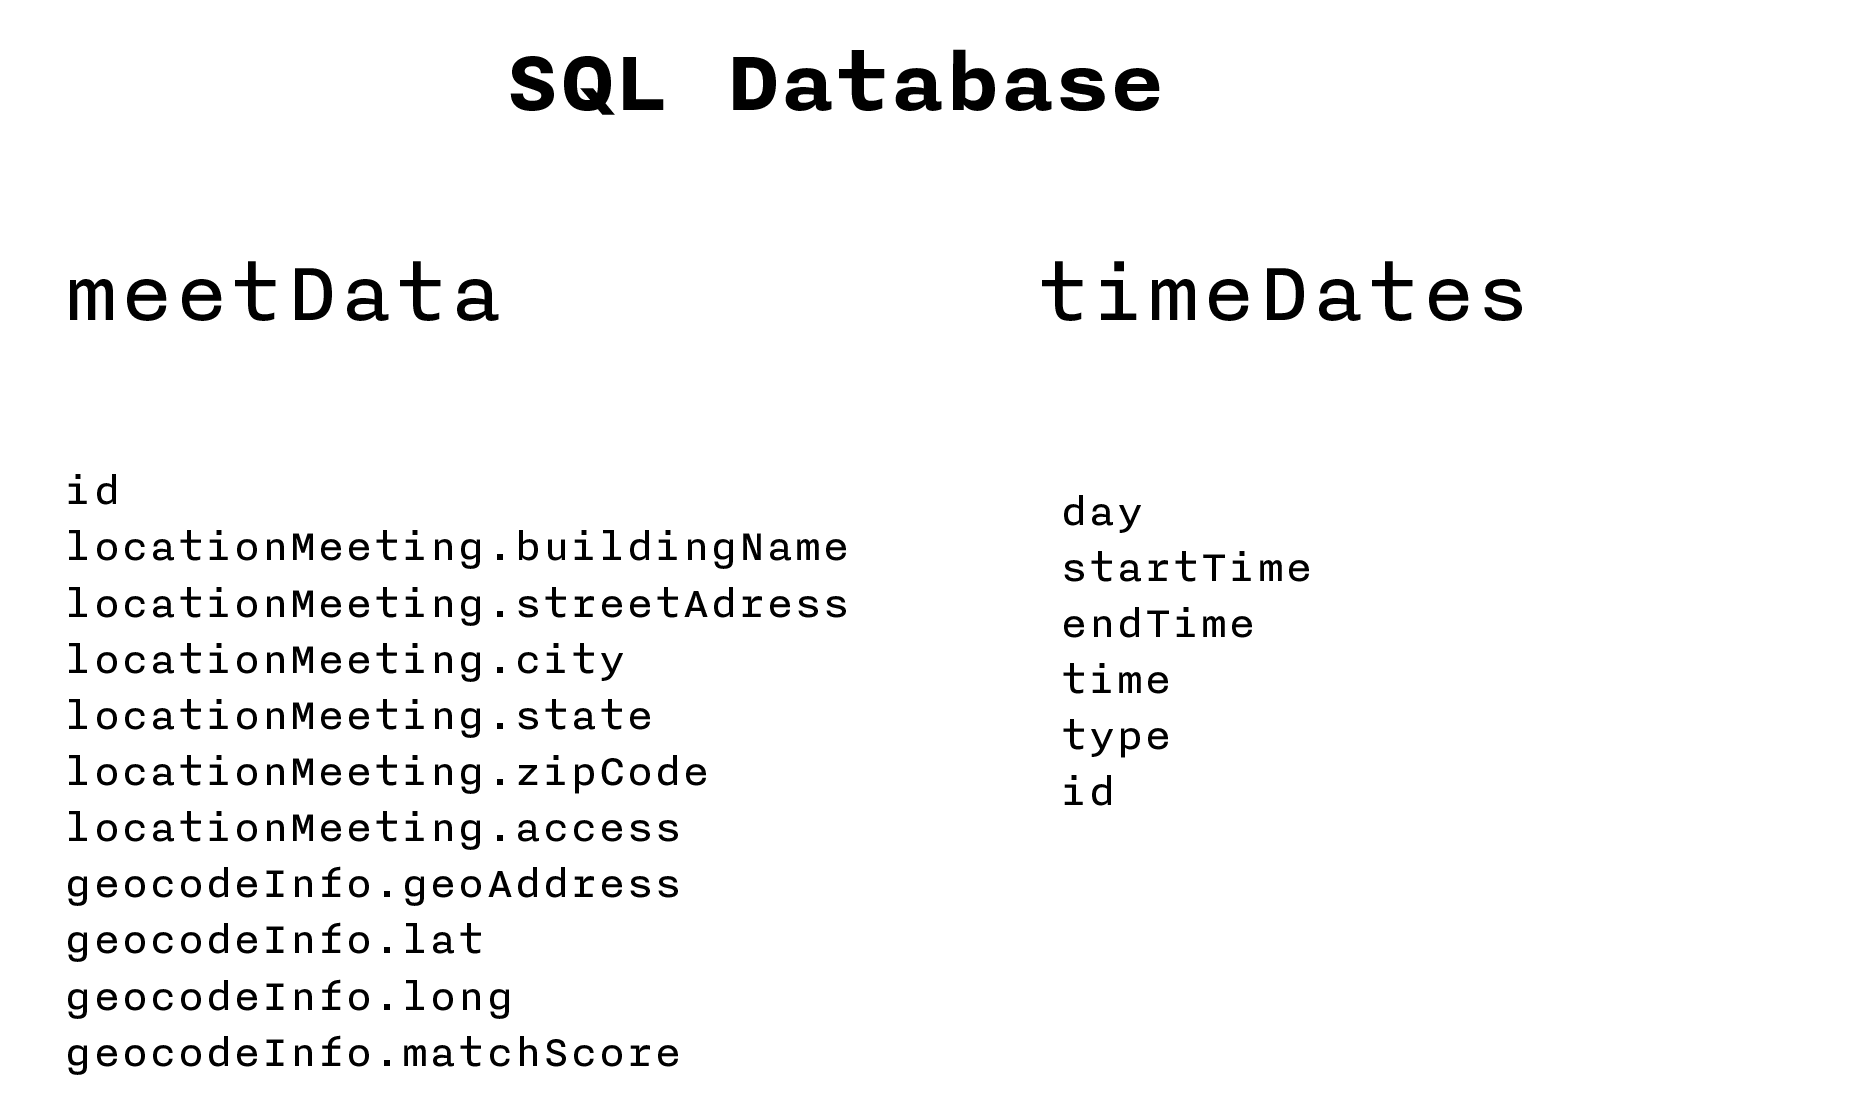 SQL Database
meetData
id
locationMeeting.buildingName
locationMeeting.streetAdress
locationMeeting.city
locationMeeting.state
locationMeeting.zipCode
locationMeeting.access
geocodeInfo.geoAddress
geocodeInfo.lat
geocodeInfo.long
geocodeInfo.matchScore
timeDates
day
startTime
endTime
time
type
id